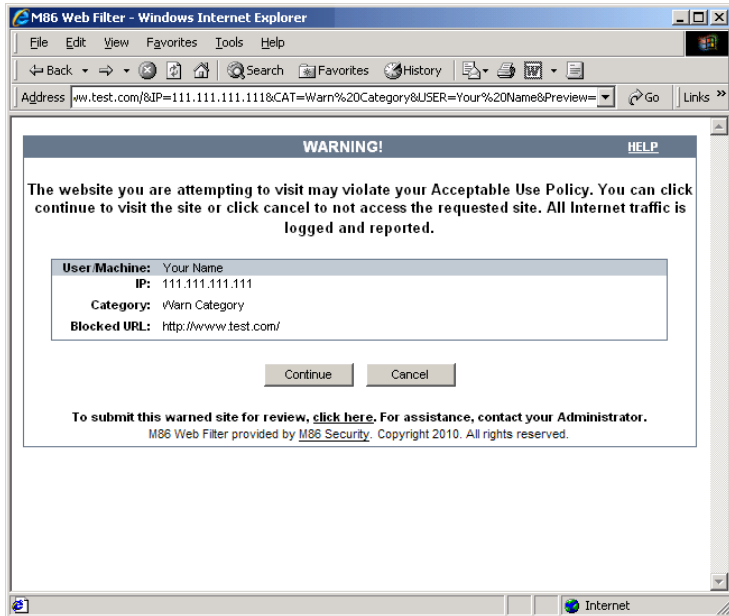 M86 Web Filter - Windows Internet Explorer
File Edit View Favorites Tools Help
Back Search Favorites History
Address ww.test.com/&IP=111.111.111.111&CAT=Warn%20Category&USER=Your%20Name&Preview= Go Links »
WARNING! HELP
The website you are attempting to visit may violate your Acceptable Use Policy. You can click
continue to visit the site or click cancel to not access the requested site. All Internet traffic is
logged and reported.
User/Machine: Your Name
IP: 111.111.111.111
Category: Warn Category
Blocked URL: http://www.test.com/
Continue Cancel
To submit this warned site for review, click here. For assistance, contact your Administrator.
M86 Web Filter provided by M86 Security. Copyright 2010. All rights reserved.
Internet